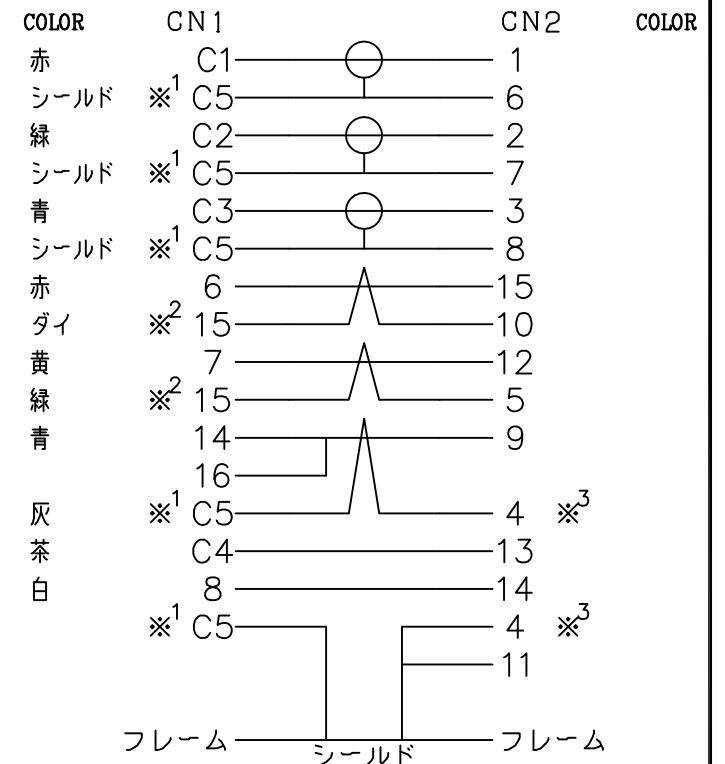 COLOR CN1 CN2 COLOR
赤 C1 1
シールド ※1 C5 6
緑 C2 2
シールド ※1 C5 7
青 C3 3
シールド ※1 C5 8
赤 6 15
ダイ ※2 15 10
黄 7 12
緑 ※2 15 5
青 14 9
16
灰 ※1 C5 4 ※3
茶 C4 13
白 8 14
※1 C5 4 ※3
11
フレーム シールド フレーム